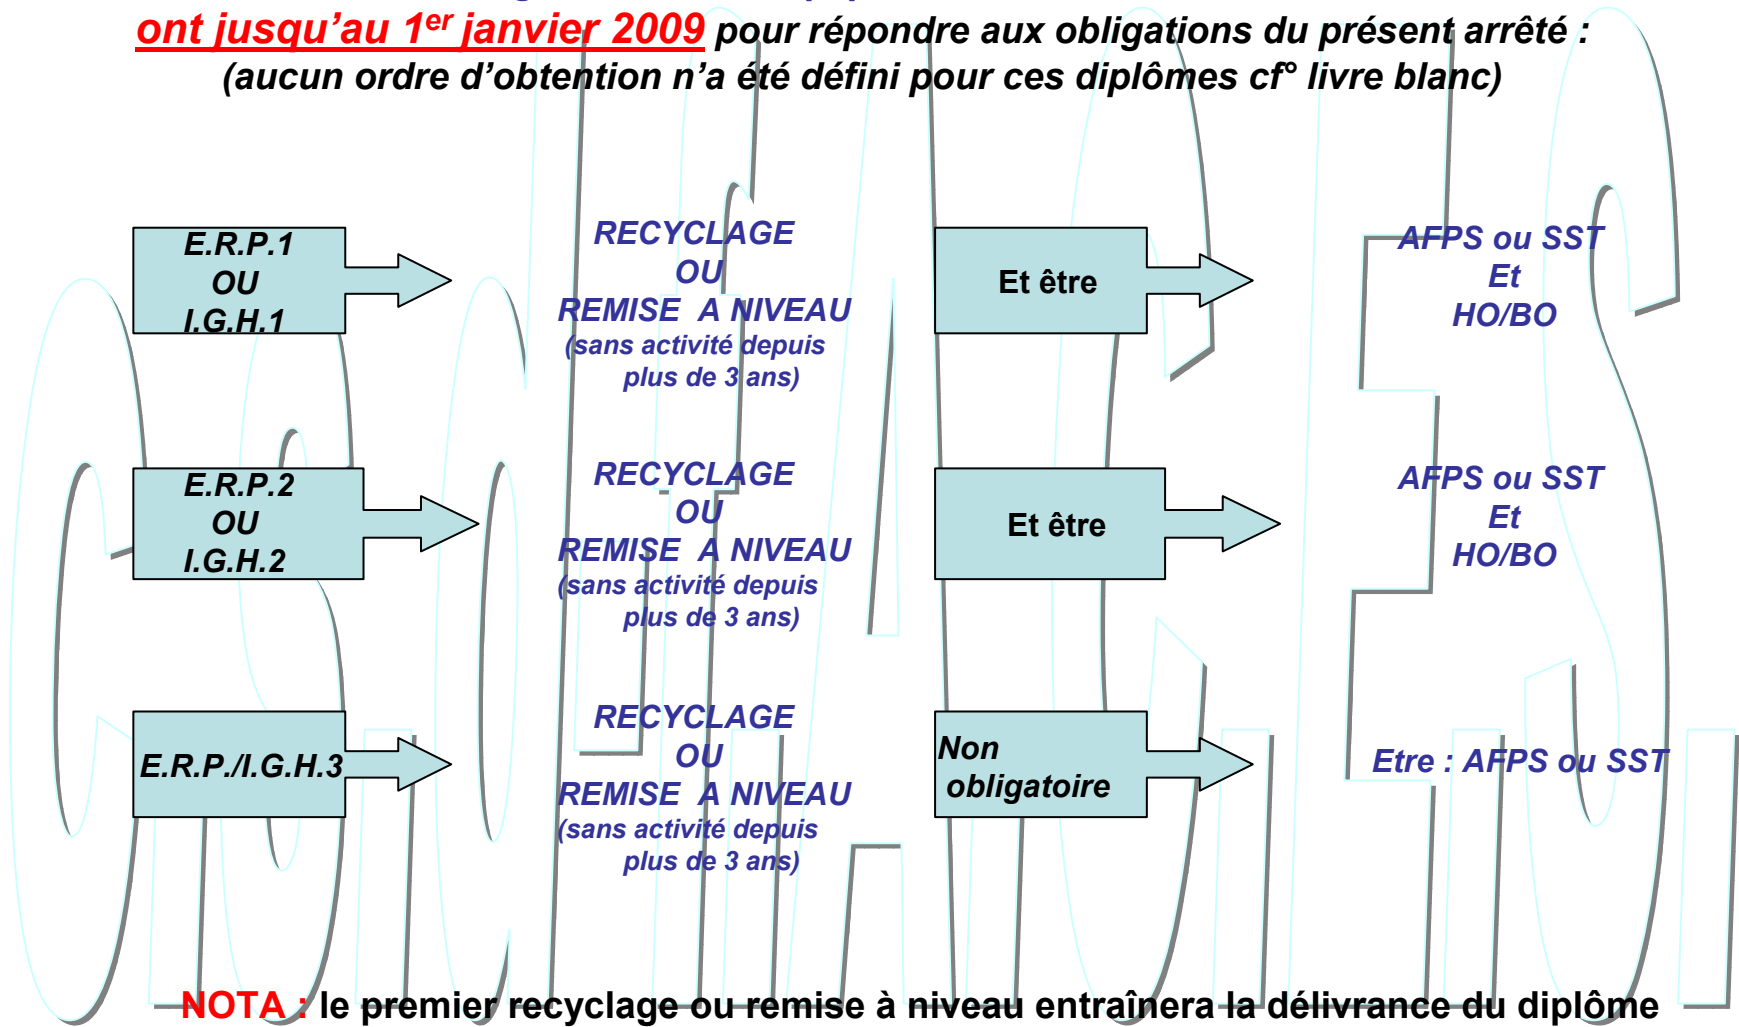 ont jusqu’au 1er janvier 2009 pour répondre aux obligations du présent arrêté :
(aucun ordre d’obtention n’a été défini pour ces diplômes cf° livre blanc)
E.R.P.1
OU
I.G.H.1
RECYCLAGE
OU
REMISE A NIVEAU
(sans activité depuis
plus de 3 ans)
Et être
AFPS ou SST
Et
HO/BO
E.R.P.2
OU
I.G.H.2
RECYCLAGE
OU
REMISE A NIVEAU
(sans activité depuis
plus de 3 ans)
Et être
AFPS ou SST
Et
HO/BO
E.R.P./I.G.H.3
RECYCLAGE
OU
REMISE A NIVEAU
(sans activité depuis
plus de 3 ans)
Non
obligatoire
Etre : AFPS ou SST
NOTA : le premier recyclage ou remise à niveau entraînera la délivrance du diplôme